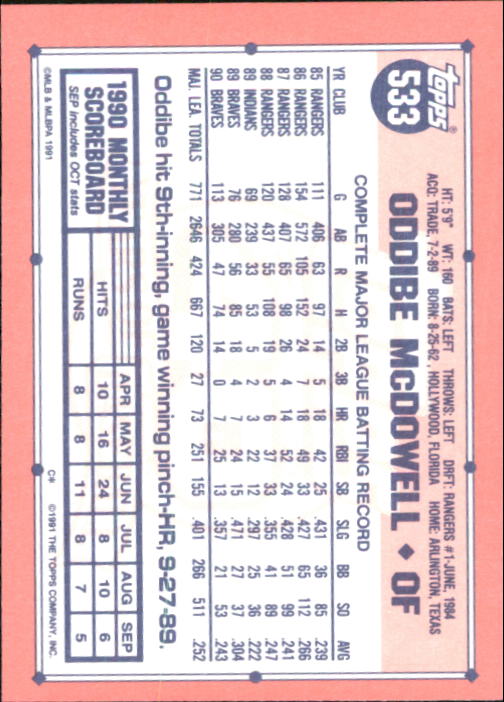 Topps®
533
ODDIBE McDOWELL ♦ OF
HT: 5'9" WT: 160 BATS: LEFT THROWS: LEFT DRFT: RANGERS #1-JUNE, 1984
ACQ: TRADE, 7-2-89 BORN: 8-25-62, HOLLYWOOD, FLORIDA HOME: ARLINGTON, TEXAS
COMPLETE MAJOR LEAGUE BATTING RECORD
YR CLUB G AB R H 2B 3B HR RBI SB SLG BB SO AVG
85 RANGERS 111 406 63 97 14 5 18 42 25 .431 36 85 .239
86 RANGERS 154 572 105 152 24 7 18 49 33 .427 65 112 .266
87 RANGERS 128 407 65 98 26 4 14 52 24 .428 51 99 .241
88 RANGERS 120 437 55 108 19 5 6 37 33 .355 41 89 .247
89 INDIANS 69 239 33 53 5 2 3 22 12 .297 25 36 .222
89 BRAVES 76 280 56 85 18 4 7 24 15 .471 37 37 .304
90 BRAVES 113 305 47 74 14 0 7 25 13 .357 21 53 .243
MAJ. LEA. TOTALS 771 2646 424 667 120 27 73 251 155 .401 266 511 .252
Oddibe hit 9th-inning, game winning pinch-HR, 9-27-89.
1990 MONTHLY
SCOREBOARD
SEP includes OCT stats
APR MAY JUN JUL AUG SEP
HITS 10 16 24 8 10 6
RUNS 8 8 11 8 7 5
©MLB & MLBPA 1991
C* ©1991 THE TOPPS COMPANY, INC.